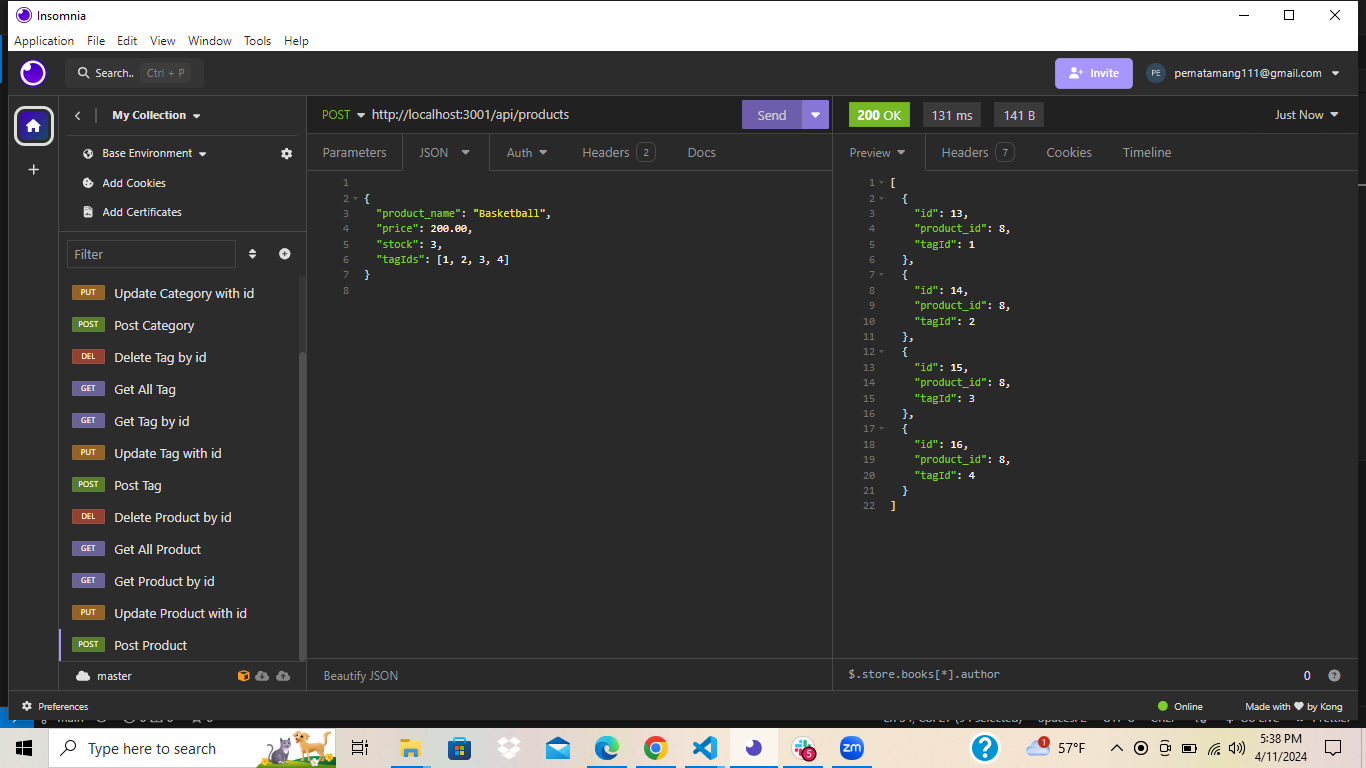 Insomnia
Application File Edit View Window Tools Help
Search.. Ctrl + P
Invite
PE pematamang111@gmail.com
My Collection
POST http://localhost:3001/api/products Send
200 OK 131 ms 141 B Just Now
Base Environment
Add Cookies
Add Certificates
Parameters JSON Auth Headers 2 Docs
Preview Headers 7 Cookies Timeline
Filter
PUT Update Category with id
POST Post Category
DEL Delete Tag by id
GET Get All Tag
GET Get Tag by id
PUT Update Tag with id
POST Post Tag
DEL Delete Product by id
GET Get All Product
GET Get Product by id
PUT Update Product with id
POST Post Product
master
1
2 {
3 "product_name": "Basketball",
4 "price": 200.00,
5 "stock": 3,
6 "tagIds": [1, 2, 3, 4]
7 }
8
Beautify JSON
1 [
2 {
3 "id": 13,
4 "product_id": 8,
5 "tagId": 1
6 },
7 {
8 "id": 14,
9 "product_id": 8,
10 "tagId": 2
11 },
12 {
13 "id": 15,
14 "product_id": 8,
15 "tagId": 3
16 },
17 {
18 "id": 16,
19 "product_id": 8,
20 "tagId": 4
21 }
22 ]
$.store.books[*].author 0
Preferences
Online Made with by Kong
Type here to search
5
zm
1
57°F
5:38 PM
4/11/2024